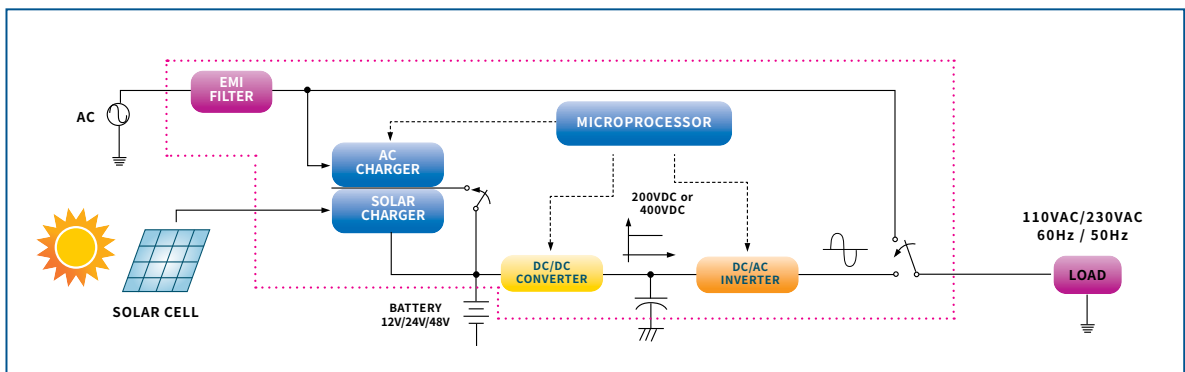 EMI
FILTER
AC
MICROPROCESSOR
AC
CHARGER
SOLAR
CHARGER
200VDC or
400VDC
110VAC/230VAC
60Hz / 50Hz
DC/DC
CONVERTER
DC/AC
INVERTER
LOAD
SOLAR CELL
BATTERY
12V/24V/48V